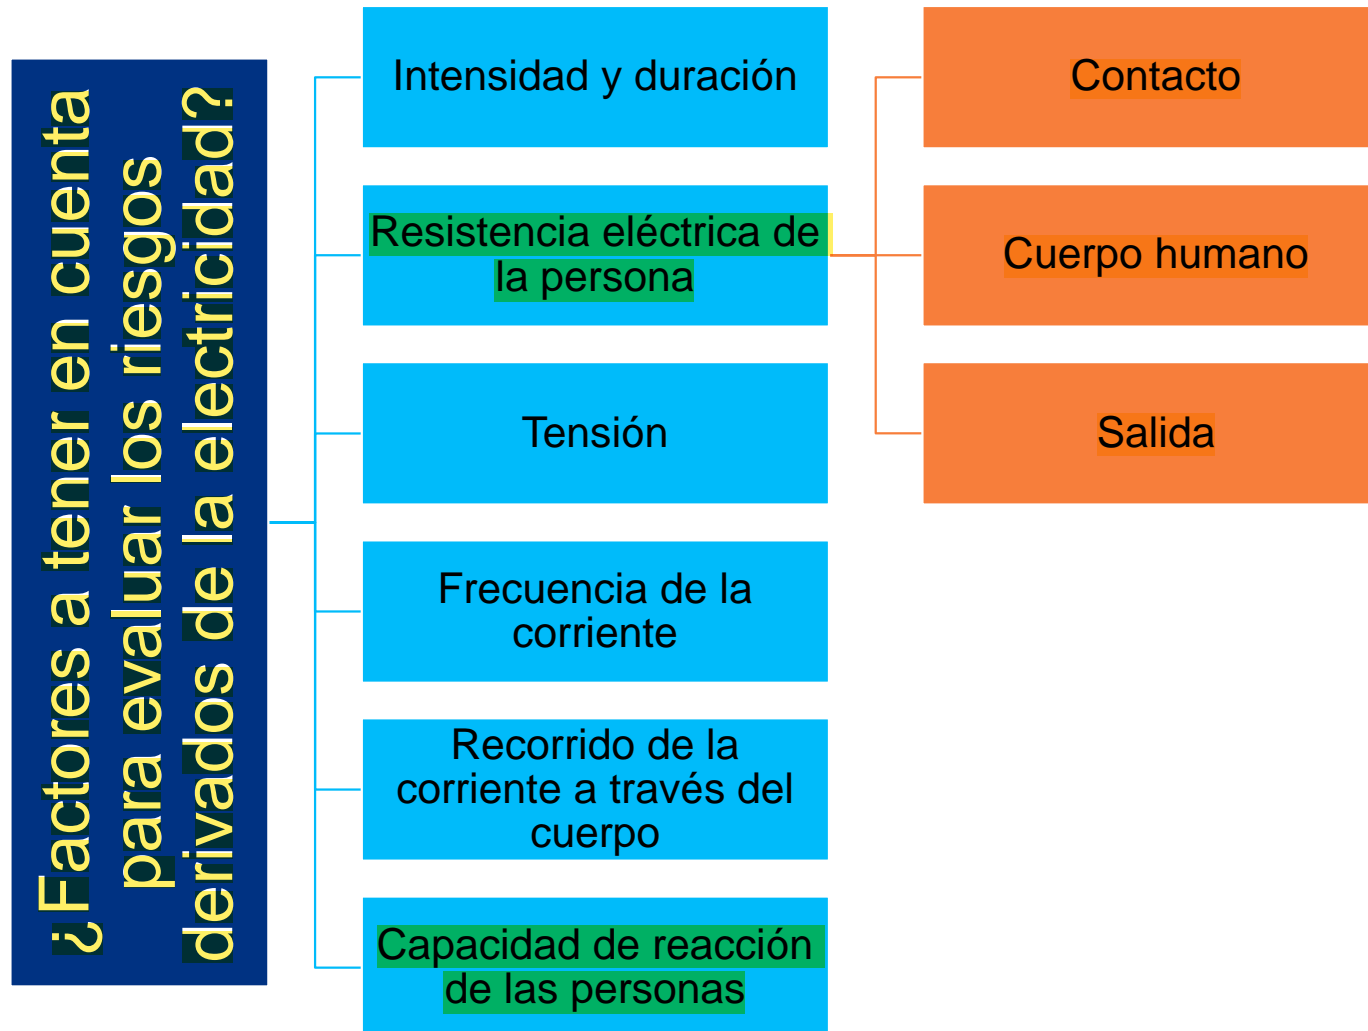 ¿Factores a tener en cuenta
para evaluar los riesgos
derivados de la electricidad?
Intensidad y duración
Resistencia eléctrica de
la persona
Contacto
Cuerpo humano
Salida
Tensión
Frecuencia de la
corriente
Recorrido de la
corriente a través del
cuerpo
Capacidad de reacción
de las personas